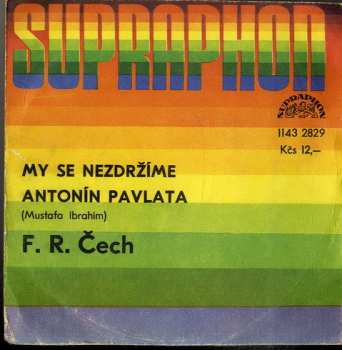 SUPRAPHON
SUPRAPHON
1143 2829
Kčs 12,—
MY SE NEZDRŽÍME
ANTONÍN PAVLATA
(Mustafa Ibrahim)
F. R. Čech